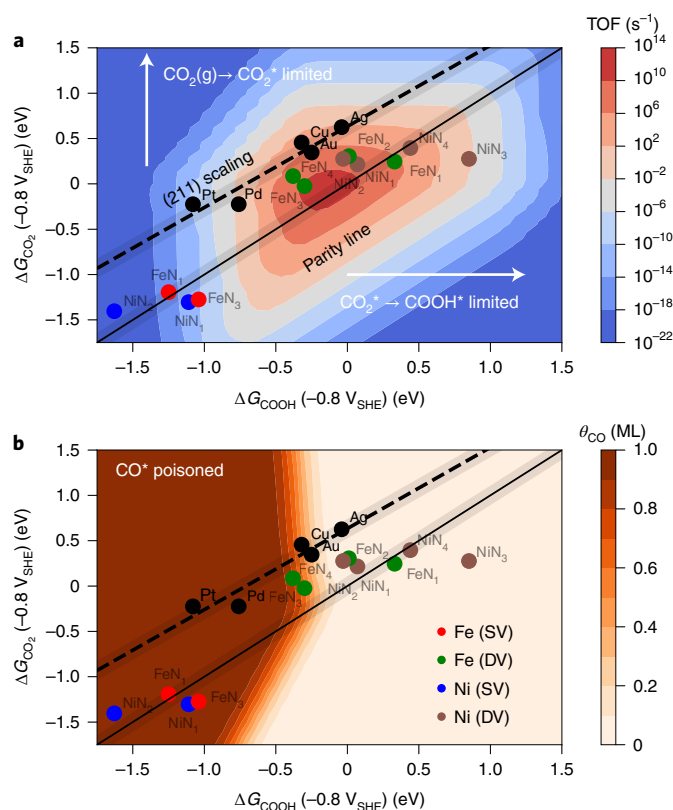 a
TOF (s⁻¹)
CO₂(g)→ CO₂* limited
(211) scaling
Parity line
CO₂* → COOH* limited
Cu
Ag
Au
Pt
Pd
FeN₂
NiN₄
NiN₃
FeN₄
FeN₃
NiN₂
NiN₁
FeN₁
FeN₁
FeN₃
NiN₁
1.5
1.0
0.5
0
−0.5
−1.0
−1.5
ΔG_CO₂ (−0.8 V_SHE) (eV)
−1.5 −1.0 −0.5 0 0.5 1.0 1.5
ΔG_COOH (−0.8 V_SHE) (eV)
10¹⁴
10¹⁰
10⁶
10²
10⁻²
10⁻⁶
10⁻¹⁰
10⁻¹⁴
10⁻¹⁸
10⁻²²
b
θ_CO (ML)
CO* poisoned
Cu
Ag
Au
Pt
Pd
FeN₂
NiN₄
NiN₃
FeN₄
FeN₃
NiN₂
NiN₁
FeN₁
FeN₁
FeN₃
NiN₁
Fe (SV)
Fe (DV)
Ni (SV)
Ni (DV)
1.5
1.0
0.5
0
−0.5
−1.0
−1.5
ΔG_CO₂ (−0.8 V_SHE) (eV)
−1.5 −1.0 −0.5 0 0.5 1.0 1.5
ΔG_COOH (−0.8 V_SHE) (eV)
1.0
0.8
0.6
0.4
0.2
0